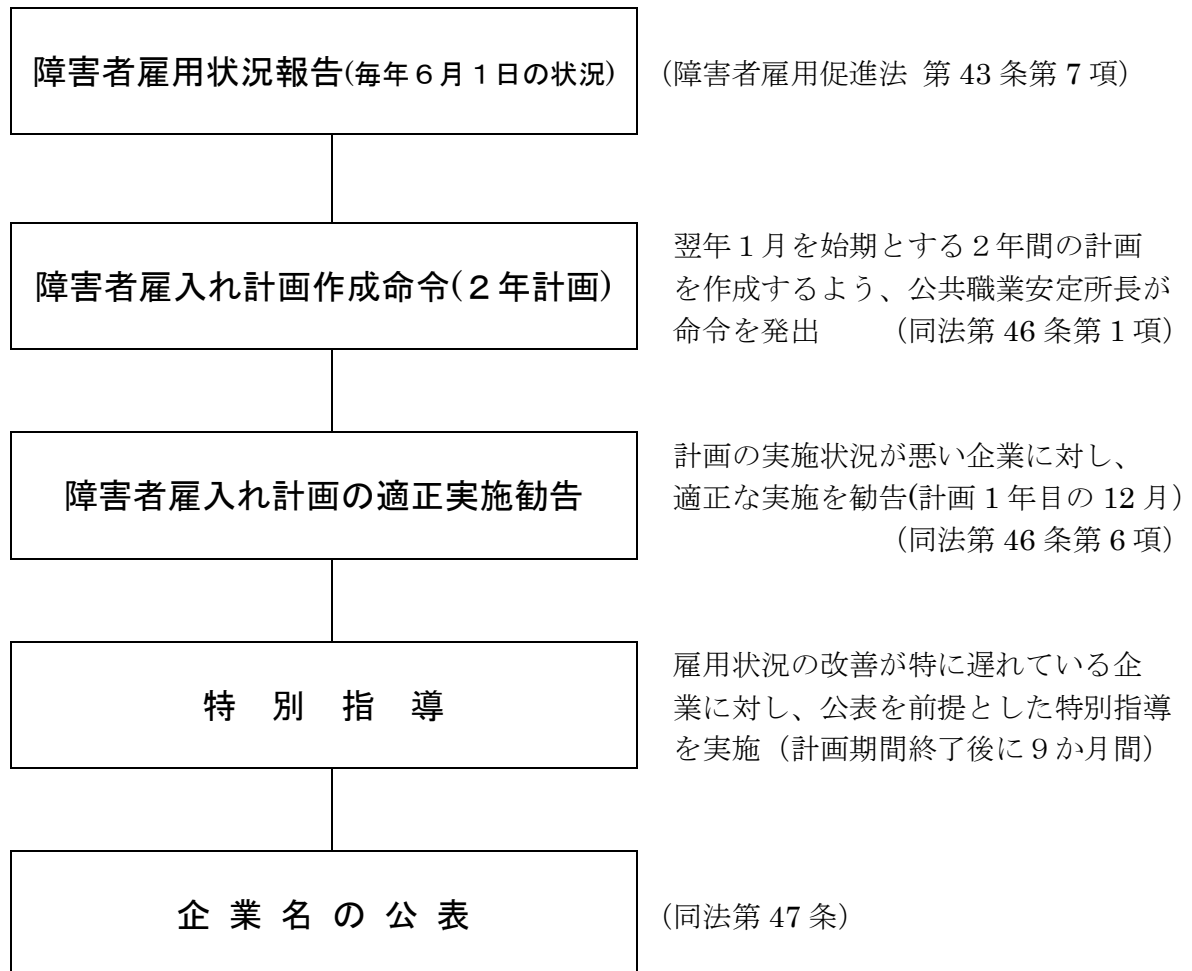 障害者雇用状況報告(毎年６月１日の状況)
（障害者雇用促進法 第 43 条第 7 項）
障害者雇入れ計画作成命令(２年計画)
翌年１月を始期とする２年間の計画
を作成するよう、公共職業安定所長が
命令を発出　　（同法第 46 条第 1 項）
障害者雇入れ計画の適正実施勧告
計画の実施状況が悪い企業に対し、
適正な実施を勧告(計画 1 年目の 12 月)
（同法第 46 条第 6 項）
特　別　指　導
雇用状況の改善が特に遅れている企
業に対し、公表を前提とした特別指導
を実施（計画期間終了後に９か月間）
企 業 名 の 公 表
（同法第 47 条）